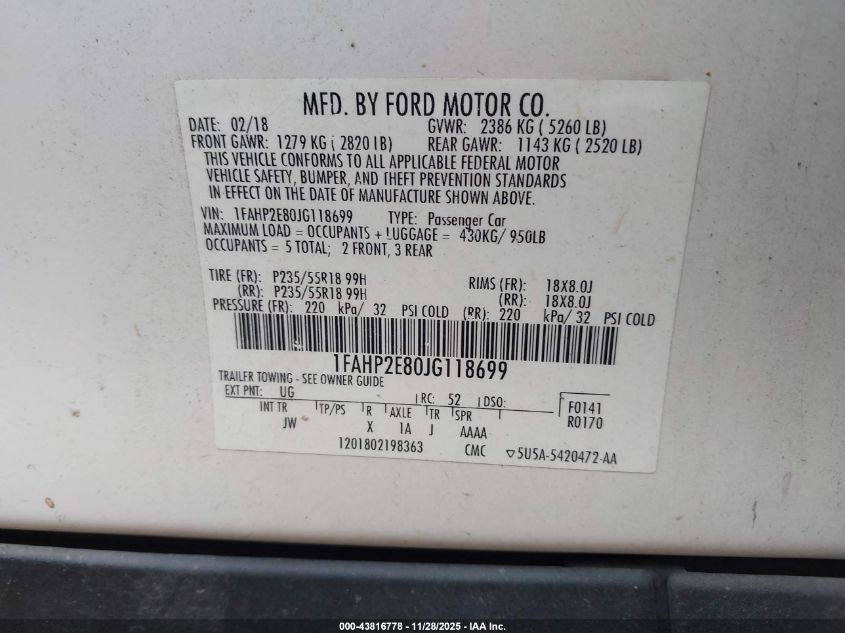 MFD. BY FORD MOTOR CO.
DATE: 02/18 GVWR: 2386 KG ( 5260 LB)
FRONT GAWR: 1279 KG ( 2820 LB) REAR GAWR: 1143 KG ( 2520 LB)
THIS VEHICLE CONFORMS TO ALL APPLICABLE FEDERAL MOTOR
VEHICLE SAFETY, BUMPER, AND THEFT PREVENTION STANDARDS
IN EFFECT ON THE DATE OF MANUFACTURE SHOWN ABOVE.
VIN: 1FAHP2E80JG118699 TYPE: Passenger Car
MAXIMUM LOAD = OCCUPANTS + LUGGAGE = 430KG/ 950LB
OCCUPANTS = 5 TOTAL; 2 FRONT, 3 REAR
TIRE (FR): P235/55R18 99H RIMS (FR): 18X8.0J
(RR): P235/55R18 99H (RR): 18X8.0J
PRESSURE (FR): 220 kPa/ 32 PSI COLD (RR): 220 kPa/ 32 PSI COLD
1FAHP2E80JG118699
TRAILER TOWING - SEE OWNER GUIDE
EXT PNT: UG RC: 52 DSO: F0141
INT TR TP/PS R AXLE TR SPR R0170
JW X 1A J AAAA
1201802198363 CMC ▽5U5A-5420472-AA
000-43816778 - 11/28/2025 - IAA Inc.